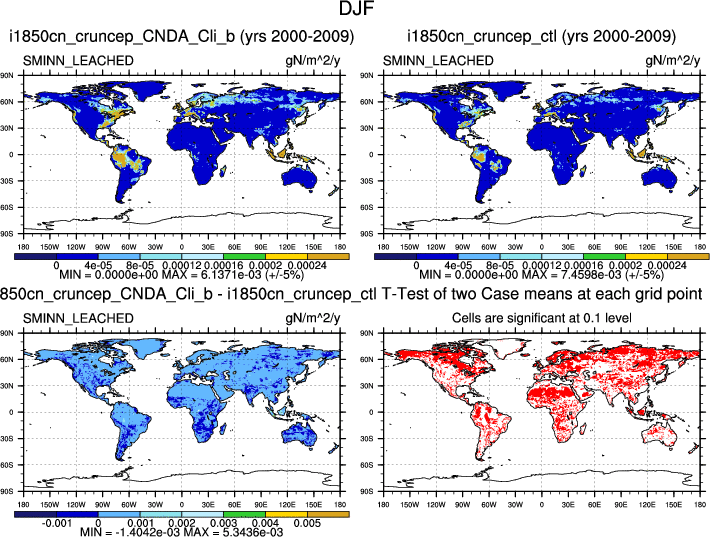 DJF
i1850cn_cruncep_CNDA_Cli_b (yrs 2000-2009)
i1850cn_cruncep_ctl (yrs 2000-2009)
SMINN_LEACHED gN/m^2/y
SMINN_LEACHED gN/m^2/y
90N
60N
30N
0
30S
60S
90S
180 150W 120W 90W 60W 30W 0 30E 60E 90E 120E 150E 180
0 4e-05 8e-05 0.00012 0.00016 0.0002 0.00024
MIN = 0.0000e+00 MAX = 6.1371e-03 (+/-5%)
90N
60N
30N
0
30S
60S
90S
180 150W 120W 90W 60W 30W 0 30E 60E 90E 120E 150E 180
0 4e-05 8e-05 0.00012 0.00016 0.0002 0.00024
MIN = 0.0000e+00 MAX = 7.4598e-03 (+/-5%)
850cn_cruncep_CNDA_Cli_b - i1850cn_cruncep_ctl
T-Test of two Case means at each grid point
SMINN_LEACHED gN/m^2/y
Cells are significant at 0.1 level
90N
60N
30N
0
30S
60S
90S
180 150W 120W 90W 60W 30W 0 30E 60E 90E 120E 150E 180
-0.001 0 0.001 0.002 0.003 0.004 0.005
MIN = -1.4042e-03 MAX = 5.3436e-03
90N
60N
30N
0
30S
60S
90S
180 150W 120W 90W 60W 30W 0 30E 60E 90E 120E 150E 180